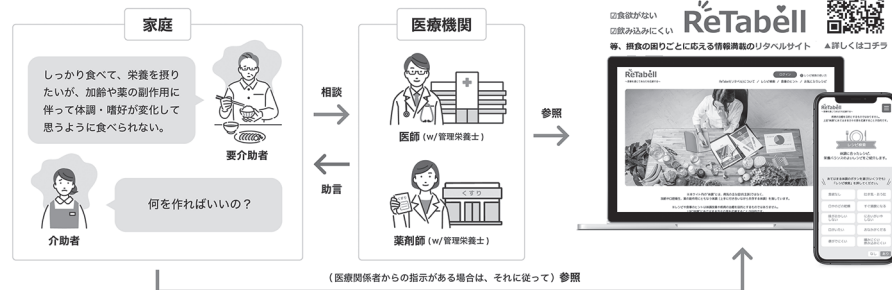 家庭
しっかり食べて、栄養を摂り
たいが、加齢や薬の副作用に
伴って体調・嗜好が変化して
思うように食べられない。
要介助者
介助者
何を作ればいいの？
相談
助言
医療機関
医師 (w/管理栄養士)
くすり
薬剤師 (w/管理栄養士)
参照
☑食欲がない
☑飲み込みにくい
ReTabell
等、摂食の困りごとに応える情報満載のリタベルサイト
▲詳しくはコチラ
ReTabell
（医療関係者からの指示がある場合は、それに従って）参照